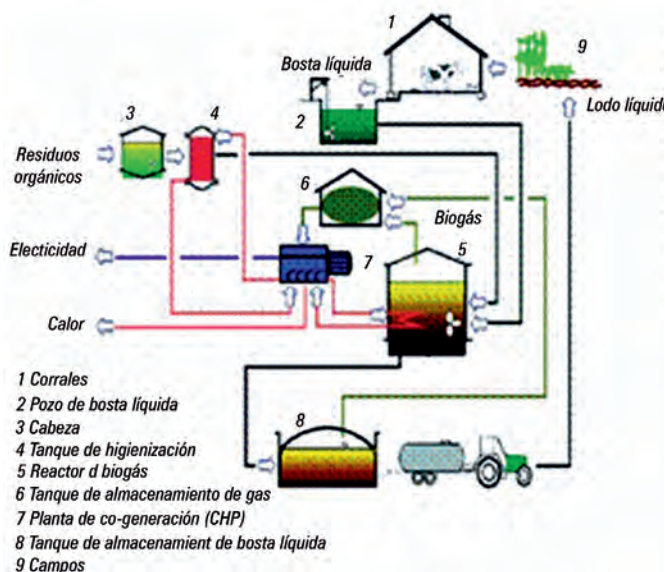 1
9
Bosta líquida
Lodo líquido
2
3
4
Residuos
orgánicos
6
Biogás
5
7
Electicidad
Calor
8
1 Corrales
2 Pozo de bosta líquida
3 Cabeza
4 Tanque de higienización
5 Reactor d biogás
6 Tanque de almacenamiento de gas
7 Planta de co-generación (CHP)
8 Tanque de almacenamient de bosta líquida
9 Campos